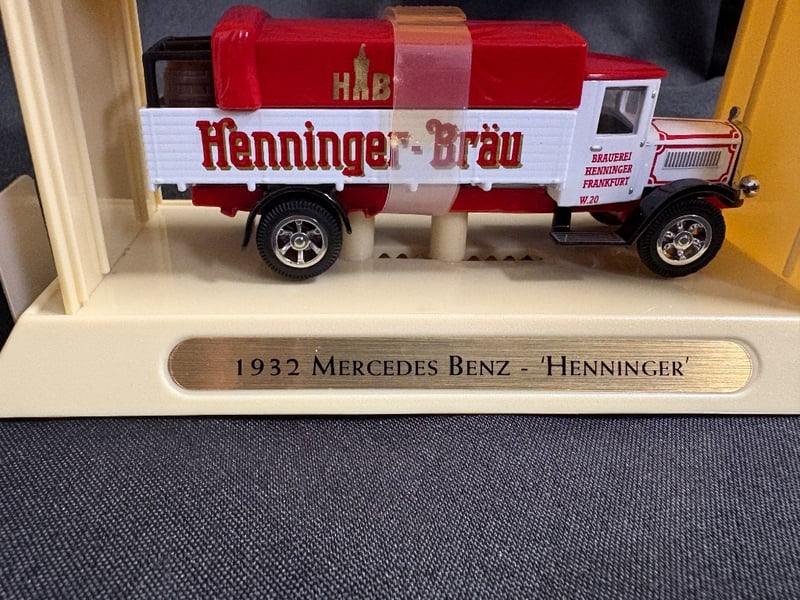 HB
Henninger-Bräu
BRAUEREI
HENNINGER
FRANKFURT
W.20
1932 MERCEDES BENZ - 'HENNINGER'